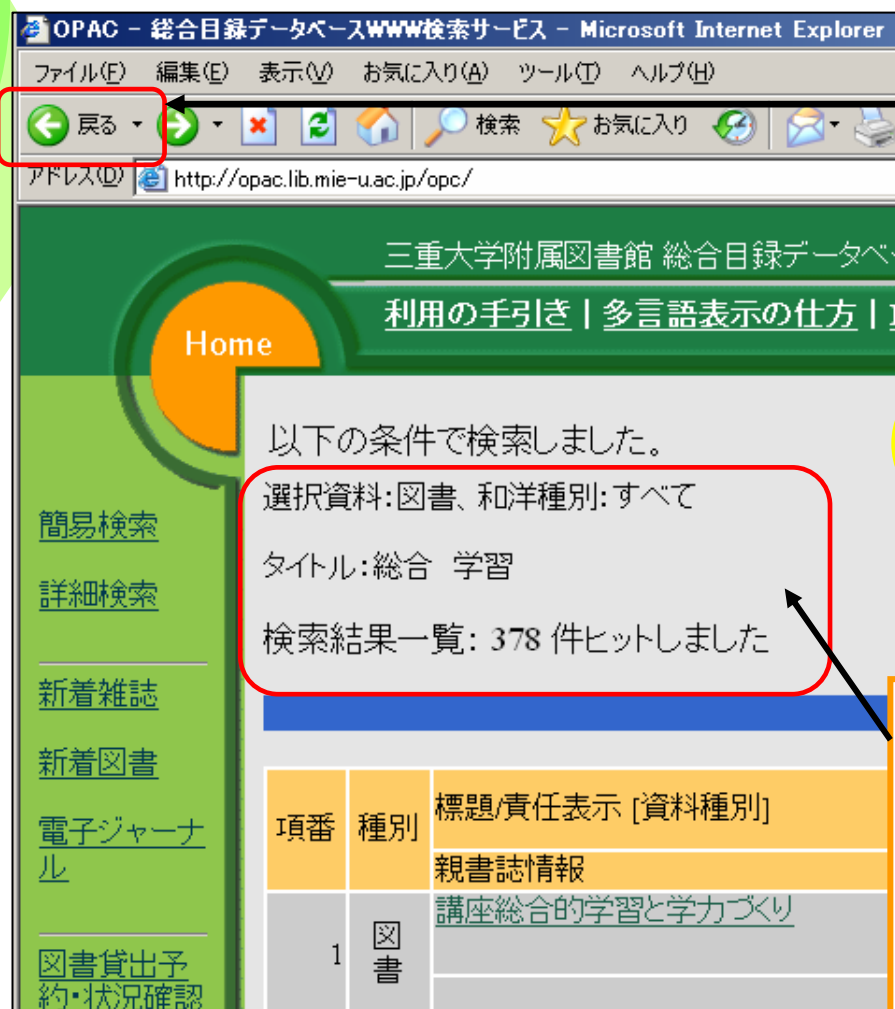 OPAC - 総合目録データベースWWW検索サービス - Microsoft Internet Explorer
ファイル(F) 編集(E) 表示(V) お気に入り(A) ツール(T) ヘルプ(H)
戻る 検索 お気に入り
アドレス(D) http://opac.lib.mie-u.ac.jp/opc/
三重大学附属図書館 総合目録データベ
利用の手引き | 多言語表示の仕方 |
Home
以下の条件で検索しました。
選択資料:図書、和洋種別:すべて
タイトル:総合 学習
検索結果一覧: 378 件ヒットしました
簡易検索
詳細検索
新着雑誌
新着図書
電子ジャーナ
ル
図書貸出予
約・状況確認
項番 種別 標題/責任表示 [資料種別]
親書誌情報
1 図書 講座総合的学習と学力づくり